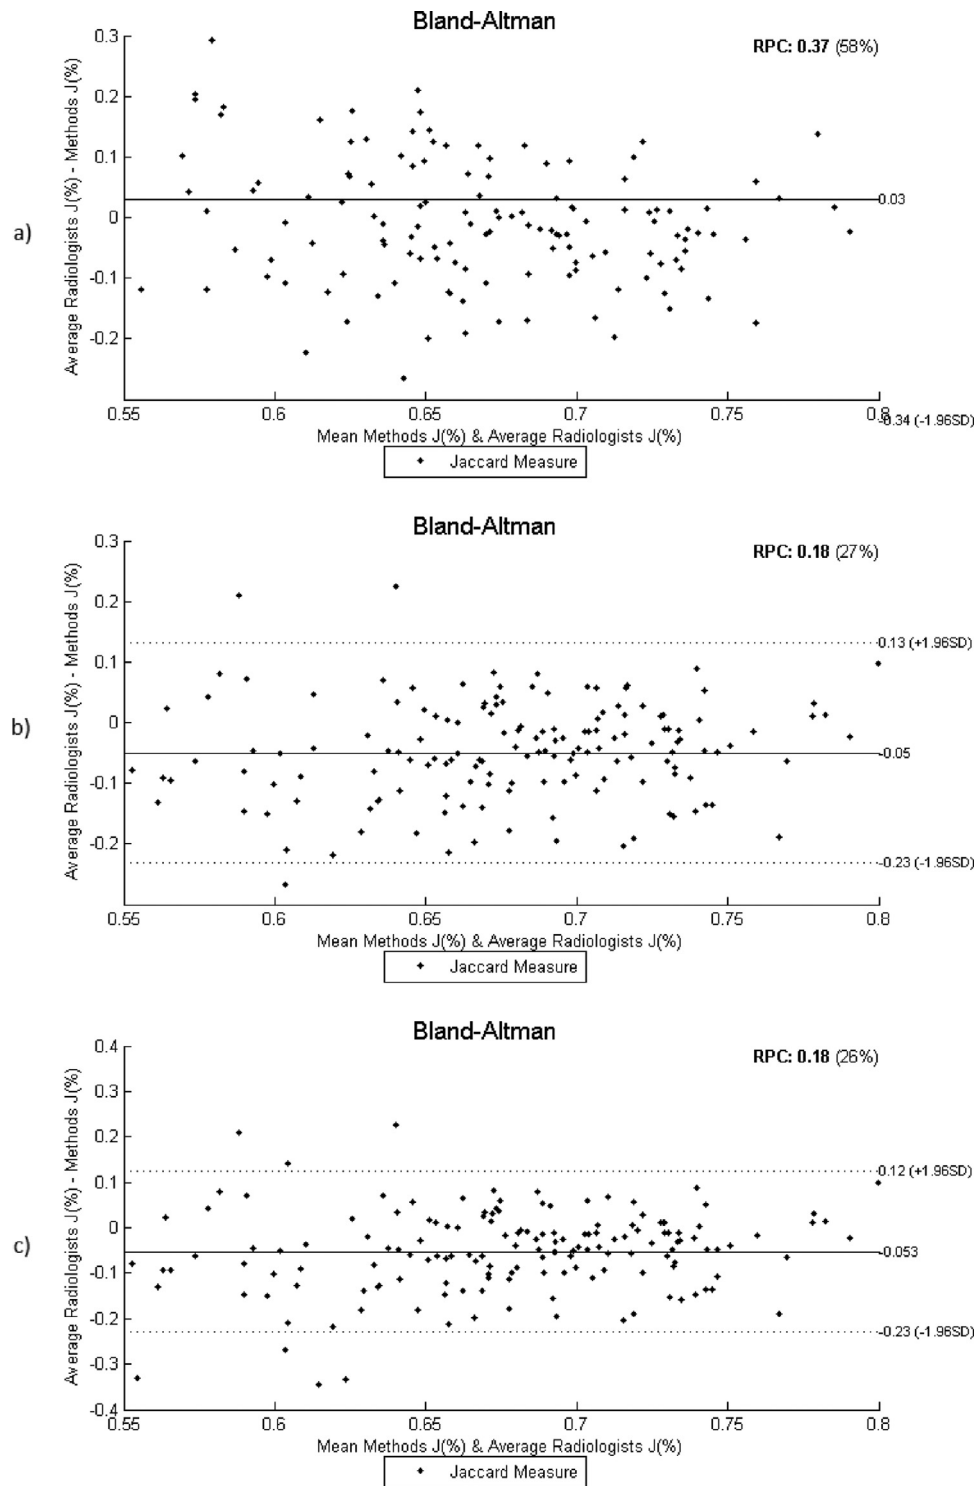 Bland-Altman
RPC: 0.37 (58%)
Average Radiologists J(%) - Methods J(%)
0.3
0.2
0.1
0
-0.1
-0.2
0.03
-0.34 (-1.96SD)
a)
0.55 0.6 0.65 0.7 0.75 0.8
Mean Methods J(%) & Average Radiologists J(%)
Jaccard Measure
Bland-Altman
RPC: 0.18 (27%)
Average Radiologists J(%) - Methods J(%)
0.3
0.2
0.1
0
-0.1
-0.2
0.13 (+1.96SD)
-0.05
-0.23 (-1.96SD)
b)
0.55 0.6 0.65 0.7 0.75 0.8
Mean Methods J(%) & Average Radiologists J(%)
Jaccard Measure
Bland-Altman
RPC: 0.18 (26%)
Average Radiologists J(%) - Methods J(%)
0.4
0.3
0.2
0.1
0
-0.1
-0.2
-0.3
-0.4
0.12 (+1.96SD)
-0.053
-0.23 (-1.96SD)
c)
0.55 0.6 0.65 0.7 0.75 0.8
Mean Methods J(%) & Average Radiologists J(%)
Jaccard Measure